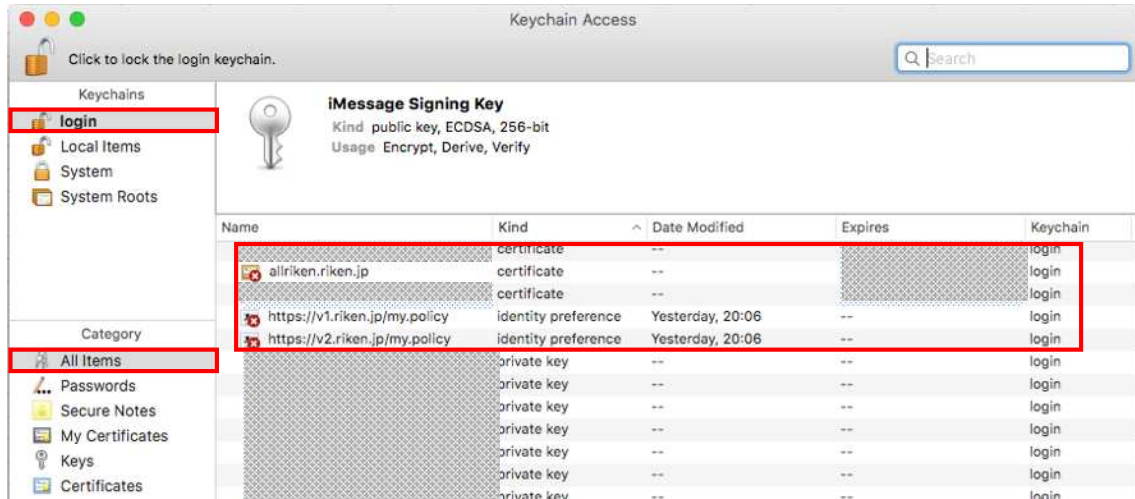 Keychain Access
Click to lock the login keychain.
Search
Keychains
login
Local Items
System
System Roots
iMessage Signing Key
Kind public key, ECDSA, 256-bit
Usage Encrypt, Derive, Verify
Name Kind Date Modified Expires Keychain
certificate -- login
allriken.riken.jp certificate -- login
certificate -- login
https://v1.riken.jp/my.policy identity preference Yesterday, 20:06 -- login
https://v2.riken.jp/my.policy identity preference Yesterday, 20:06 -- login
private key -- -- login
private key -- -- login
private key -- -- login
private key -- -- login
private key -- -- login
private key -- -- login
private key -- -- login
Category
All Items
Passwords
Secure Notes
My Certificates
Keys
Certificates